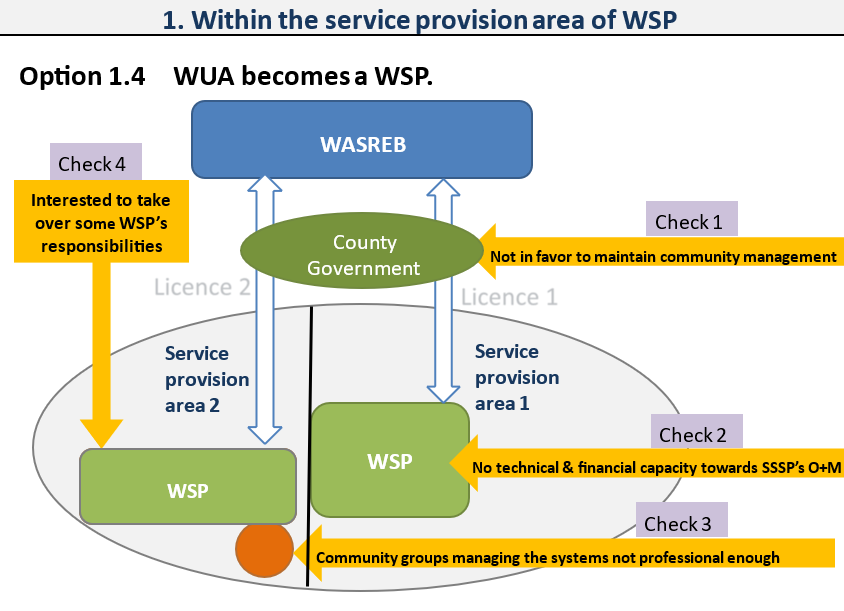 1. Within the service provision area of WSP
Option 1.4 WUA becomes a WSP.
WASREB
Check 4
Interested to take
over some WSP's
responsibilities
Check 1
County
Government
Not in favor to maintain community management
Licence 2
Licence 1
Service
provision
area 2
Service
provision
area 1
Check 2
WSP
No technical & financial capacity towards SSSP's O+M
WSP
Check 3
Community groups managing the systems not professional enough